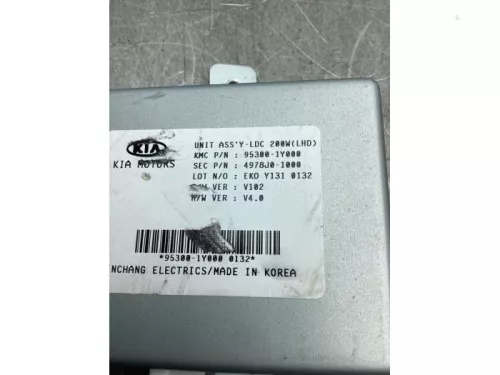 KIA
KIA MOTORS
UNIT ASS'Y-LDC 200W(LHD)
KMC P/N : 95300-1Y000
SEC P/N : 4978J0-1000
LOT N/O : EKO Y131 0132
VER : V102
H/W VER : V4.0
*95300-1Y000 0132*
NCHANG ELECTRICS/MADE IN KOREA